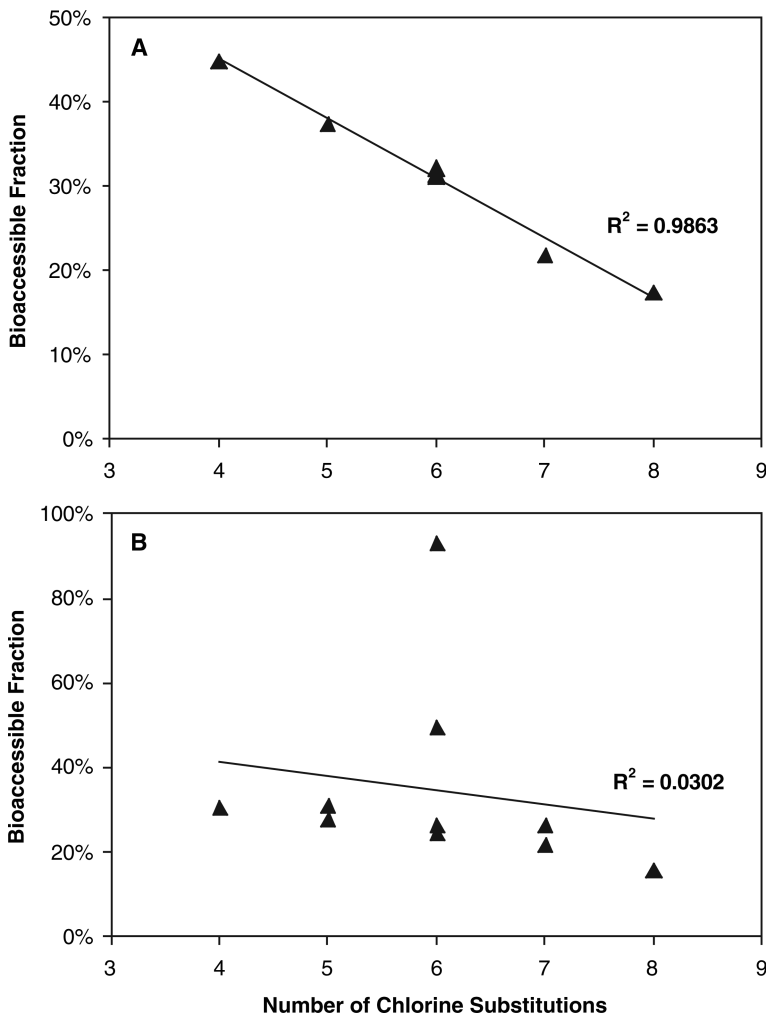 50%
A
40%
30%
R² = 0.9863
20%
10%
0%
3 4 5 6 7 8 9
Bioaccessible Fraction
100%
B
80%
60%
40%
R² = 0.0302
20%
0%
3 4 5 6 7 8 9
Bioaccessible Fraction
Number of Chlorine Substitutions